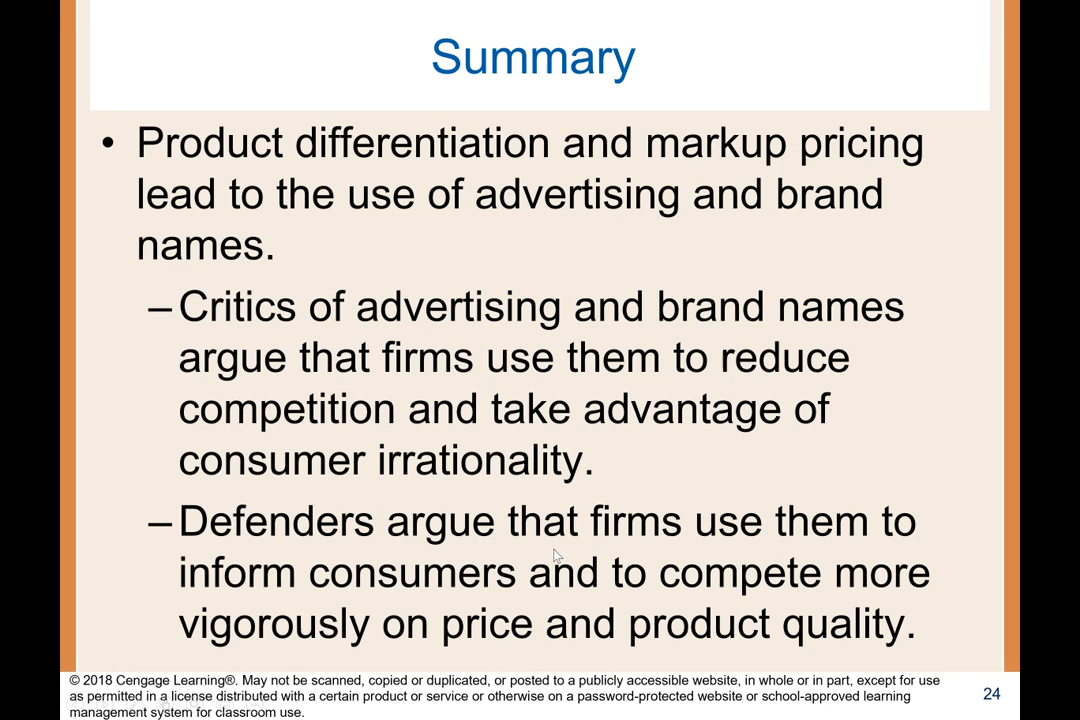 Summary
• Product differentiation and markup pricing
lead to the use of advertising and brand
names.
–Critics of advertising and brand names
argue that firms use them to reduce
competition and take advantage of
consumer irrationality.
–Defenders argue that firms use them to
inform consumers and to compete more
vigorously on price and product quality.
© 2018 Cengage Learning®. May not be scanned, copied or duplicated, or posted to a publicly accessible website, in whole or in part, except for use
as permitted in a license distributed with a certain product or service or otherwise on a password-protected website or school-approved learning
management system for classroom use.
24